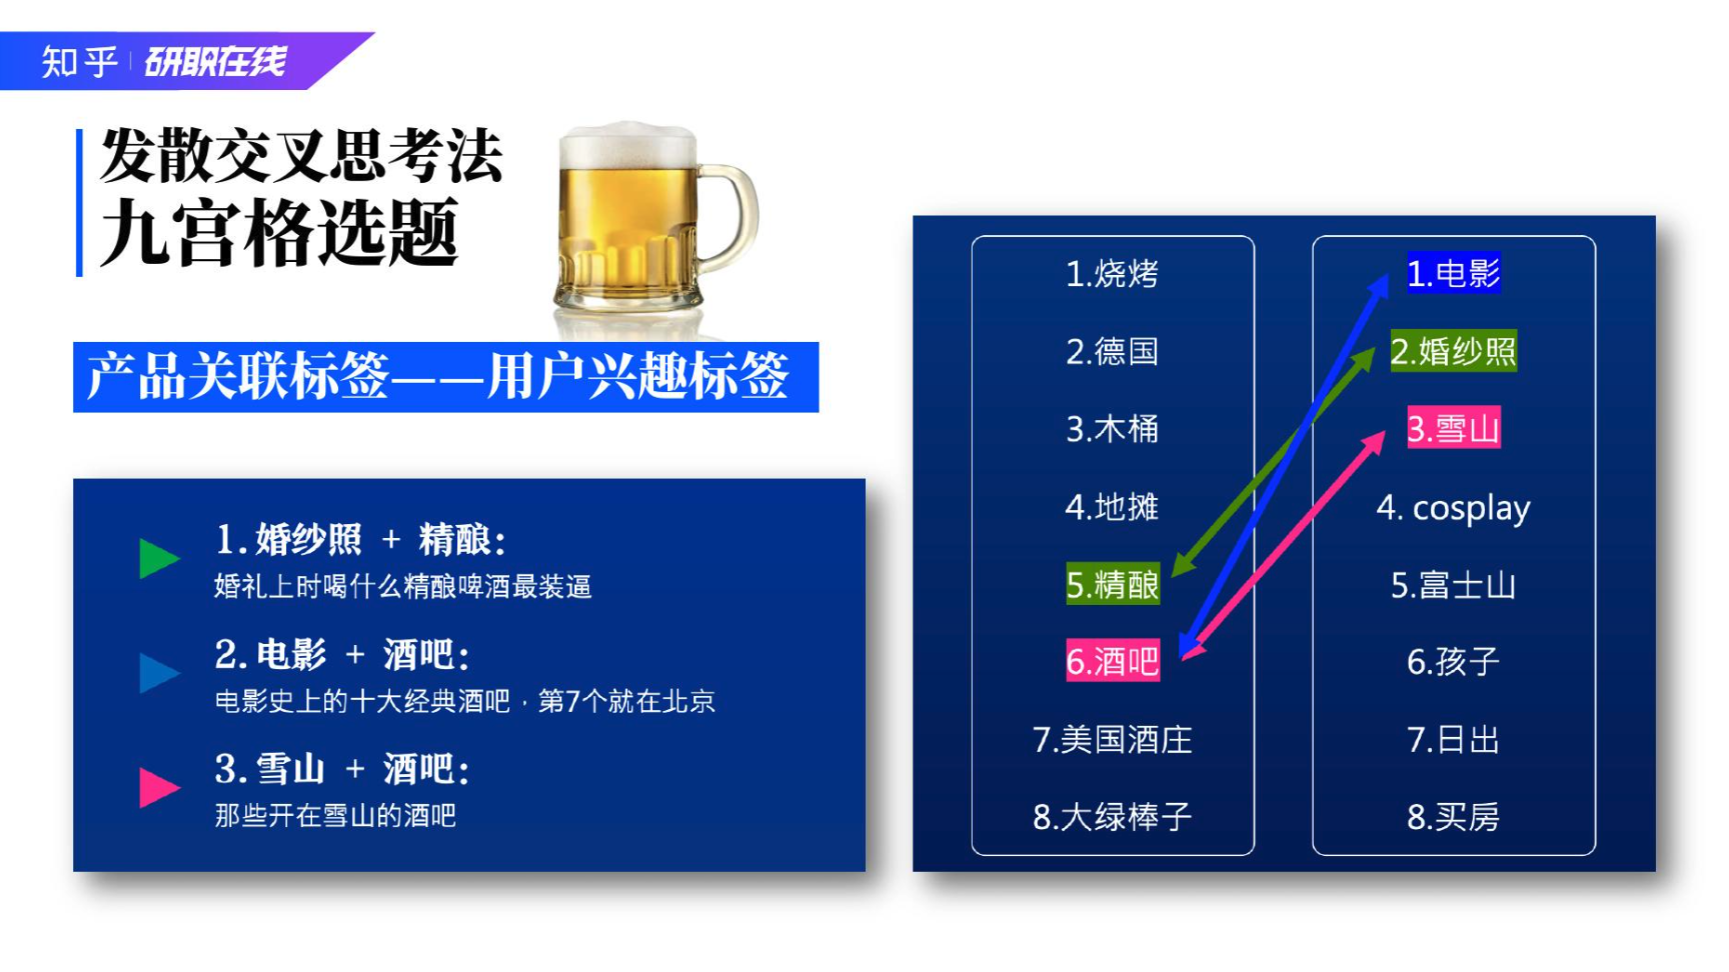 知乎 | 研职在线
发散交叉思考法
九宫格选题
产品关联标签——用户兴趣标签
1.婚纱照 + 精酿：
婚礼上时喝什么精酿啤酒最装逼
2.电影 + 酒吧：
电影史上的十大经典酒吧，第7个就在北京
3.雪山 + 酒吧：
那些开在雪山的酒吧
1.烧烤
2.德国
3.木桶
4.地摊
5.精酿
6.酒吧
7.美国酒庄
8.大绿棒子
1.电影
2.婚纱照
3.雪山
4. cosplay
5.富士山
6.孩子
7.日出
8.买房